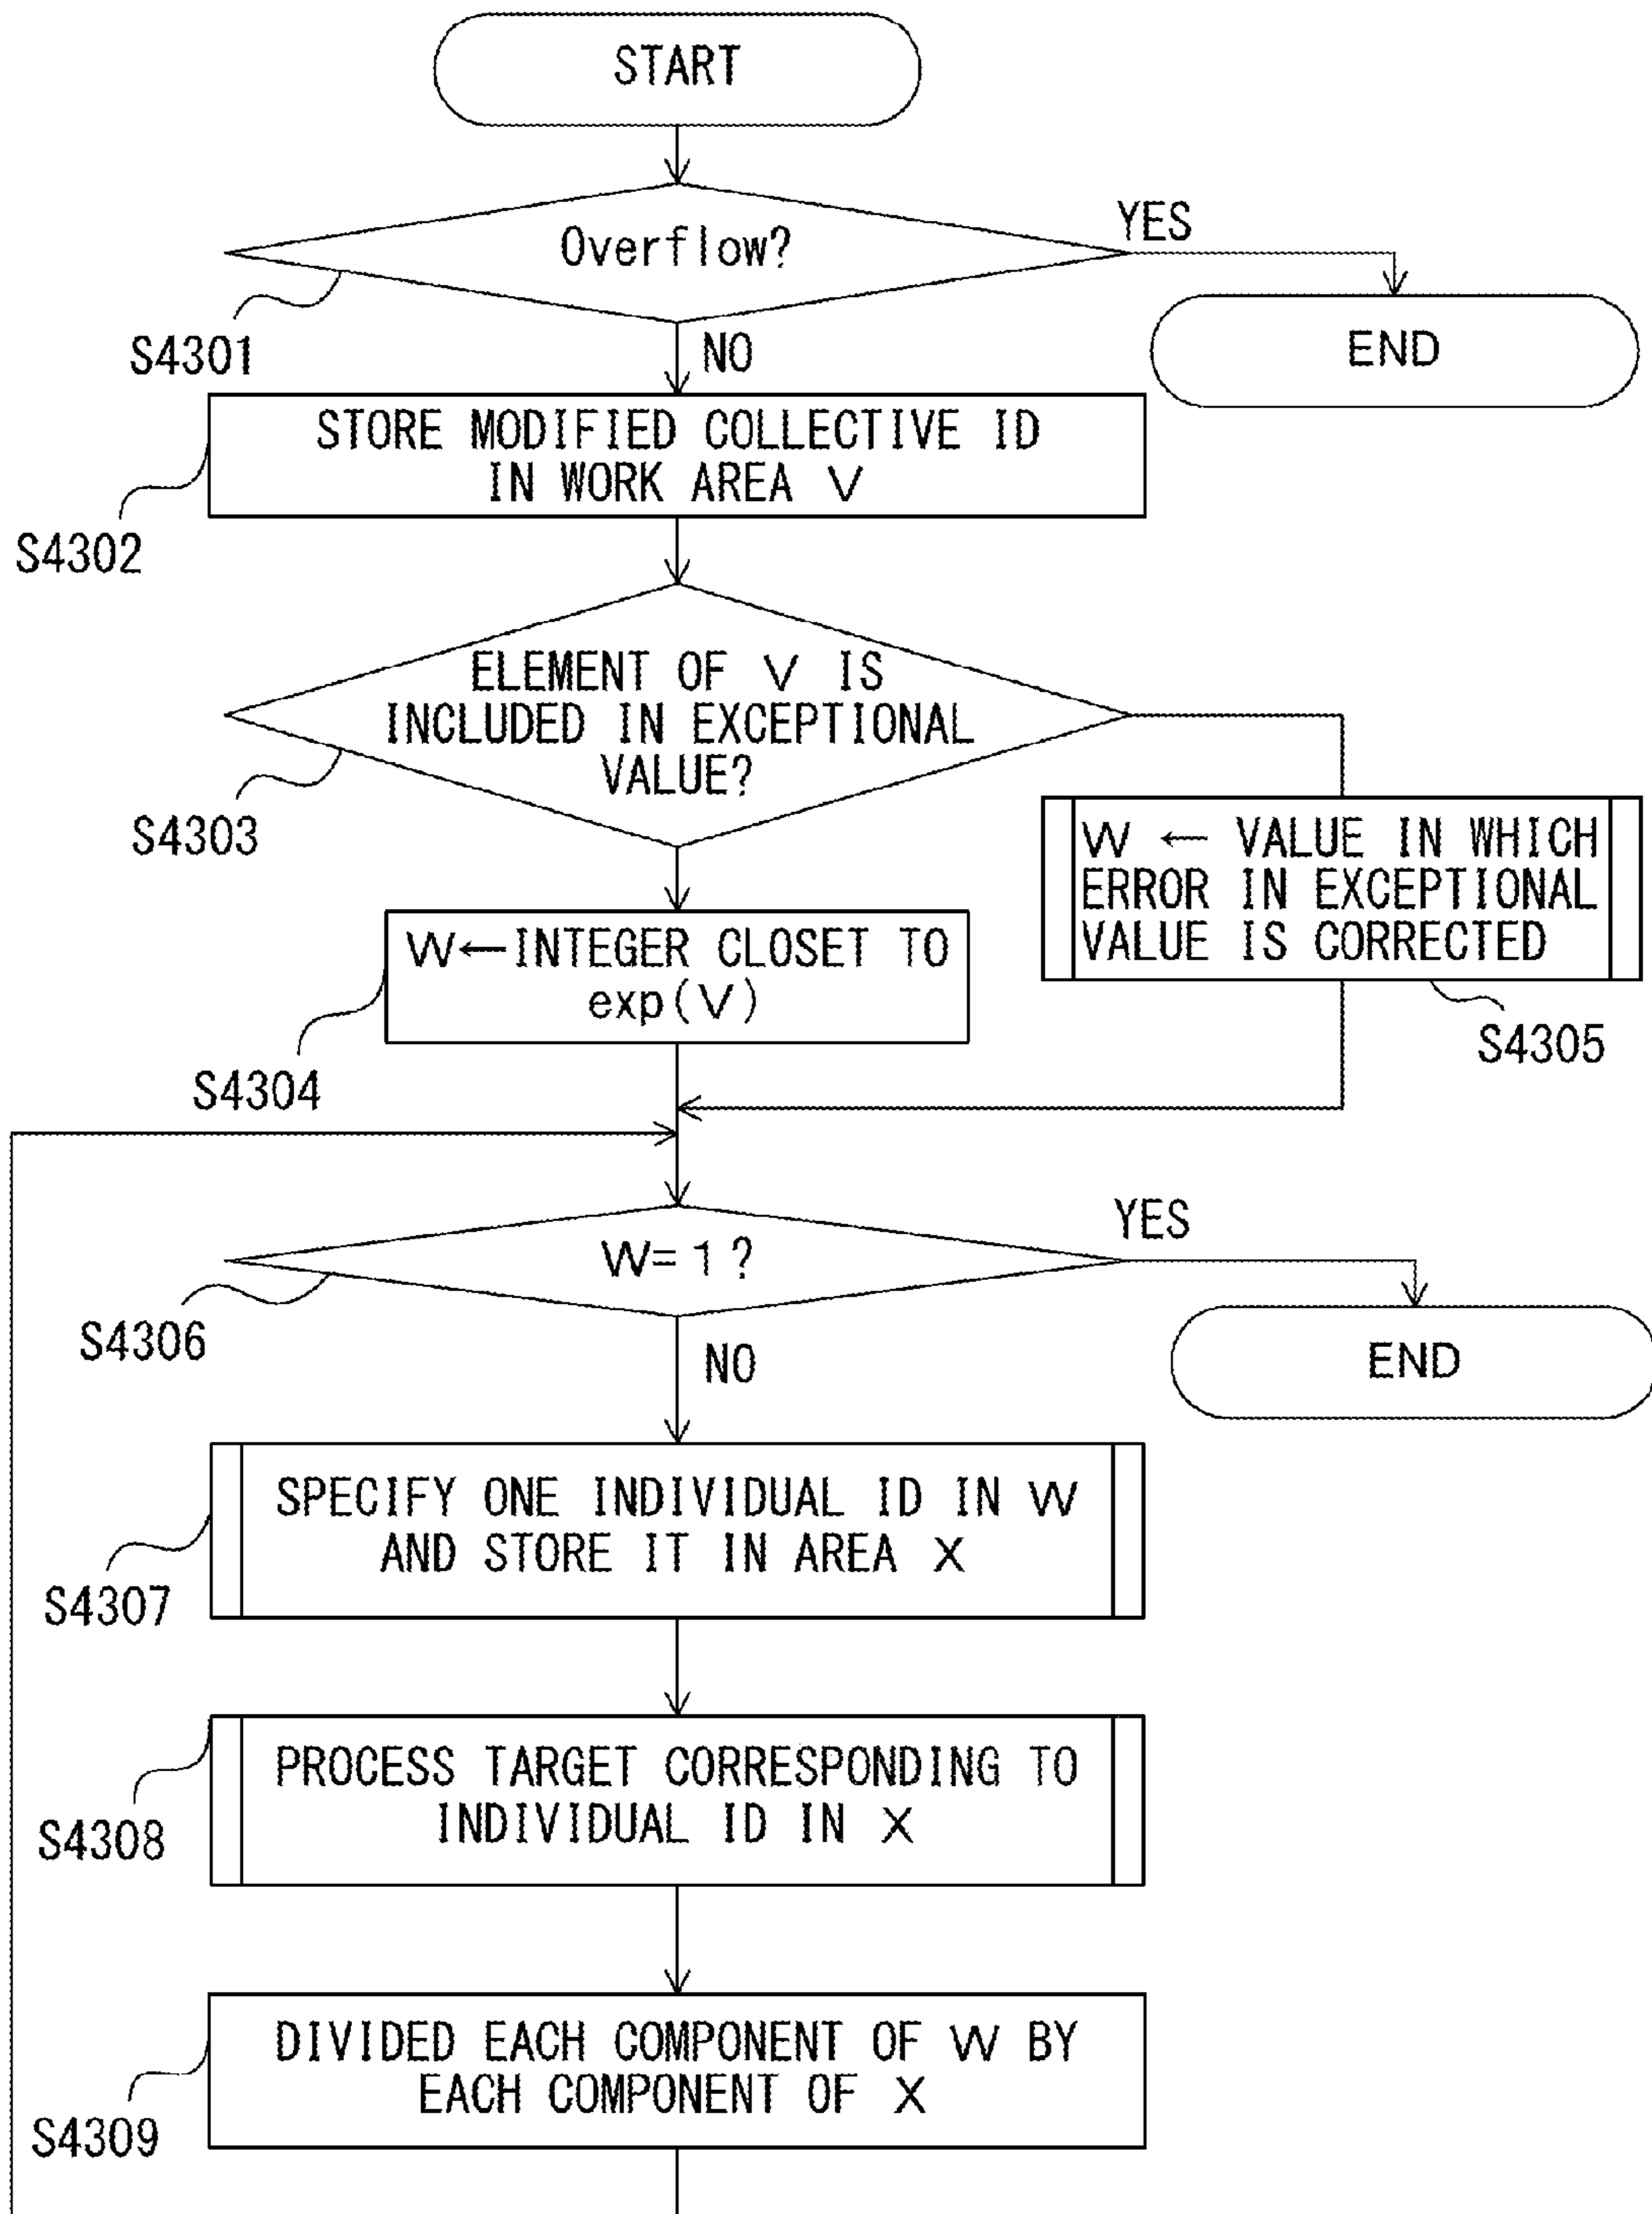 START
Overflow?
YES
S4301
NO
END
STORE MODIFIED COLLECTIVE ID
IN WORK AREA V
S4302
ELEMENT OF V IS
INCLUDED IN EXCEPTIONAL
VALUE?
S4303
W ← VALUE IN WHICH
ERROR IN EXCEPTIONAL
VALUE IS CORRECTED
S4305
W←INTEGER CLOSET TO
exp(V)
S4304
W=1?
YES
S4306
NO
END
SPECIFY ONE INDIVIDUAL ID IN W
AND STORE IT IN AREA X
S4307
PROCESS TARGET CORRESPONDING TO
INDIVIDUAL ID IN X
S4308
DIVIDED EACH COMPONENT OF W BY
EACH COMPONENT OF X
S4309